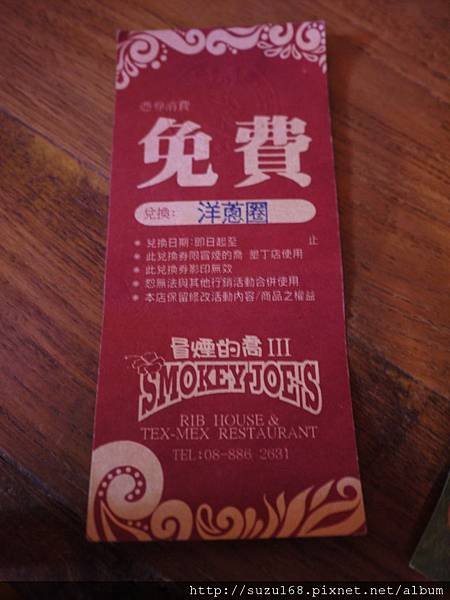 憑券消費
免費
兌換: 洋蔥圈
* 兌換日期:即日起至 止
* 此兌換券限冒煙的喬 墾丁店使用
* 此兌換券影印無效
* 恕無法與其他行銷活動合併使用
* 本店保留修改活動內容/商品之權益
冒煙的喬 III
SMOKEY JOE'S
RIB HOUSE &
TEX-MEX RESTAURANT
TEL:08-886 2631
http://suzul68.pixnet.net/album